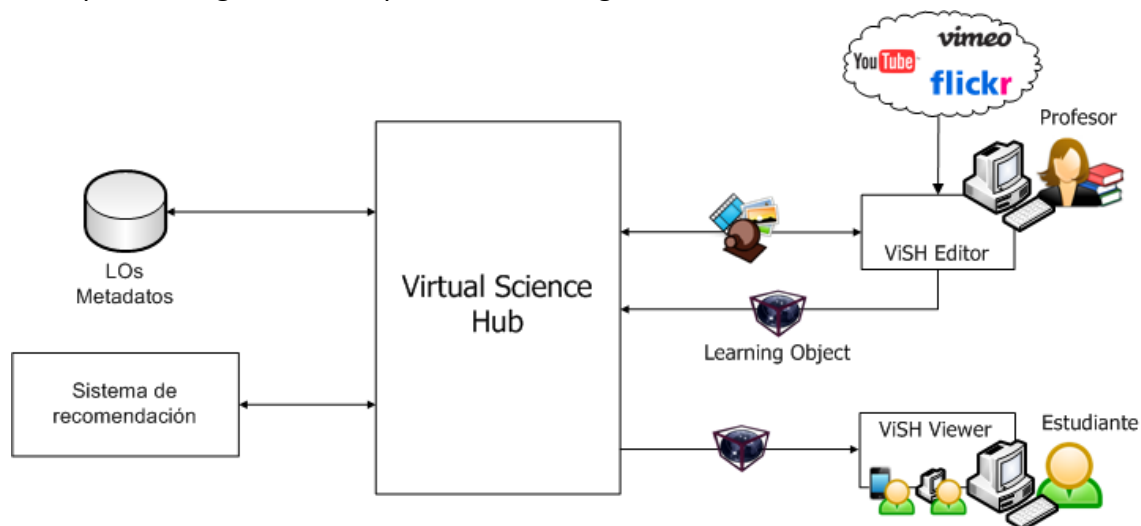 vimeo
YouTube
flickr
Profesor
ViSH Editor
LOs
Metadatos
Virtual Science
Hub
Learning Object
Sistema de
recomendación
ViSH Viewer
Estudiante